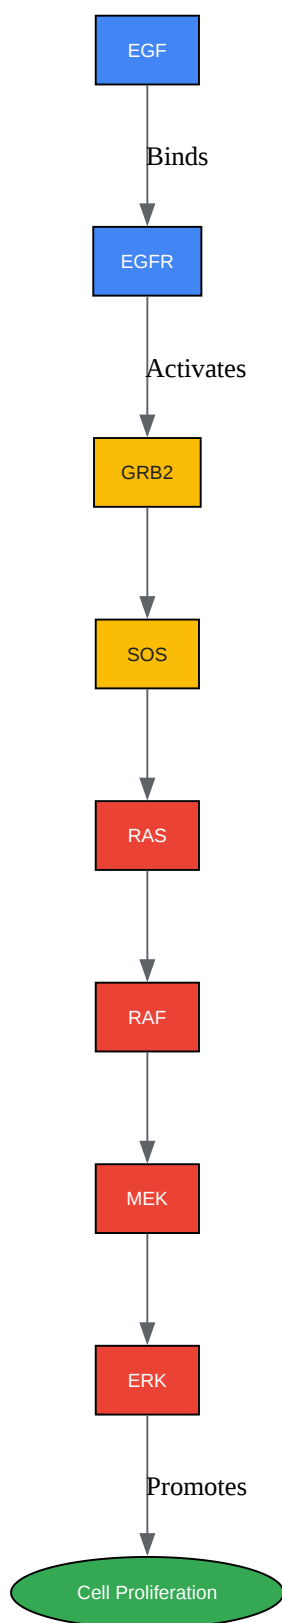 EGF
Binds
EGFR
Activates
GRB2
SOS
RAS
RAF
MEK
ERK
Promotes
Cell Proliferation